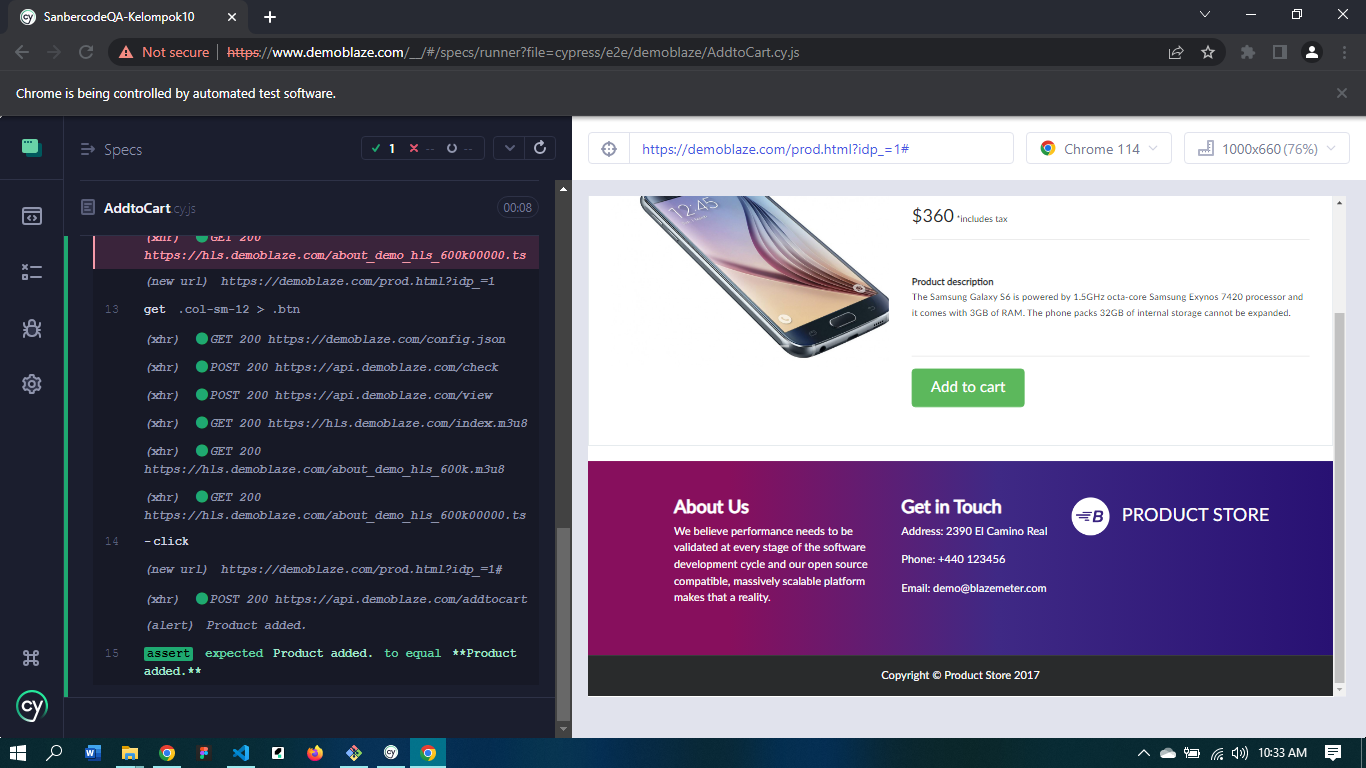 SanbercodeQA-Kelompok10
Not secure
https://www.demoblaze.com/__/#/specs/runner?file=cypress/e2e/demoblaze/AddtoCart.cy.js
Chrome is being controlled by automated test software.
Specs
1 -- --
AddtoCart cy.js
00:08
(xhr) GET 200
https://hls.demoblaze.com/about_demo_hls_600k00000.ts
(new url) https://demoblaze.com/prod.html?idp_=1
13 get .col-sm-12 > .btn
(xhr) GET 200 https://demoblaze.com/config.json
(xhr) POST 200 https://api.demoblaze.com/check
(xhr) POST 200 https://api.demoblaze.com/view
(xhr) GET 200 https://hls.demoblaze.com/index.m3u8
(xhr) GET 200
https://hls.demoblaze.com/about_demo_hls_600k.m3u8
(xhr) GET 200
https://hls.demoblaze.com/about_demo_hls_600k00000.ts
14 -click
(new url) https://demoblaze.com/prod.html?idp_=1#
(xhr) POST 200 https://api.demoblaze.com/addtocart
(alert) Product added.
15 assert expected Product added. to equal **Product
added.**
cy
https://demoblaze.com/prod.html?idp_=1#
Chrome 114
1000x660 (76%)
12:45
$360 *includes tax
Product description
The Samsung Galaxy S6 is powered by 1.5GHz octa-core Samsung Exynos 7420 processor and
it comes with 3GB of RAM. The phone packs 32GB of internal storage cannot be expanded.
Add to cart
About Us
We believe performance needs to be
validated at every stage of the software
development cycle and our open source
compatible, massively scalable platform
makes that a reality.
Get in Touch
Address: 2390 El Camino Real
Phone: +440 123456
Email: demo@blazemeter.com
PRODUCT STORE
Copyright © Product Store 2017
10:33 AM